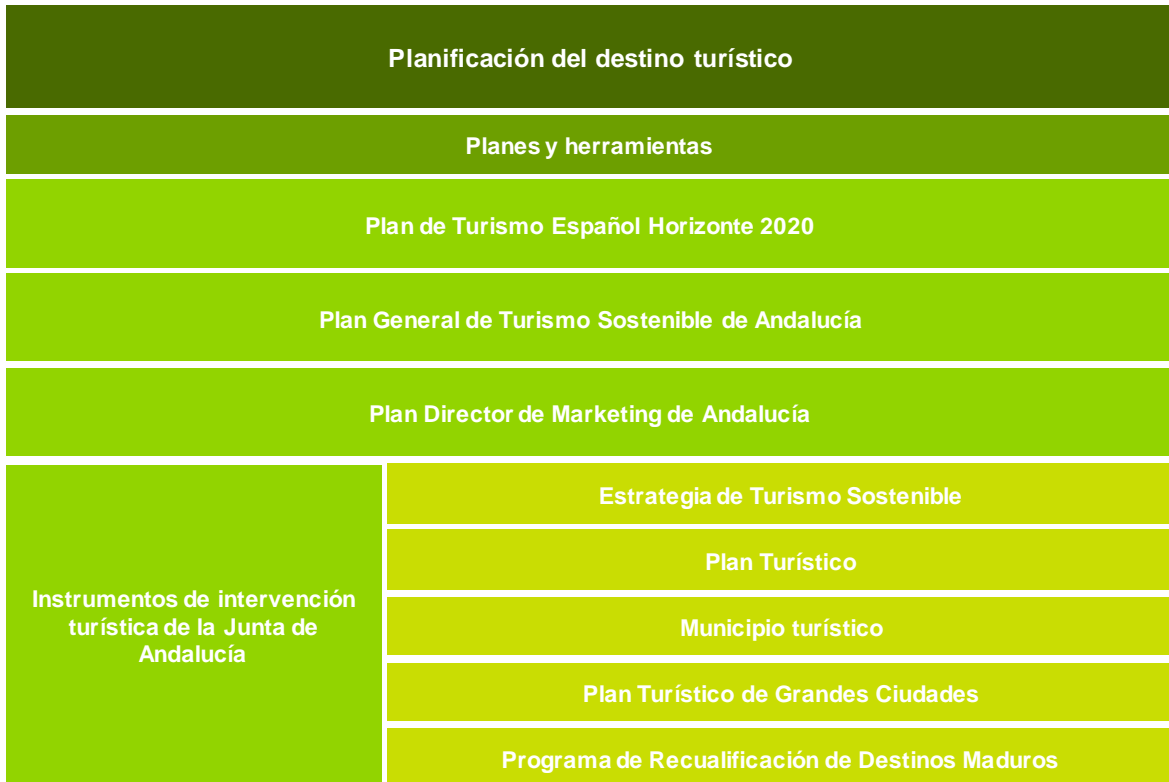 Planificación del destino turístico
Planes y herramientas
Plan de Turismo Español Horizonte 2020
Plan General de Turismo Sostenible de Andalucía
Plan Director de Marketing de Andalucía
Instrumentos de intervención
turística de la Junta de
Andalucía
Estrategia de Turismo Sostenible
Plan Turístico
Municipio turístico
Plan Turístico de Grandes Ciudades
Programa de Recualificación de Destinos Maduros